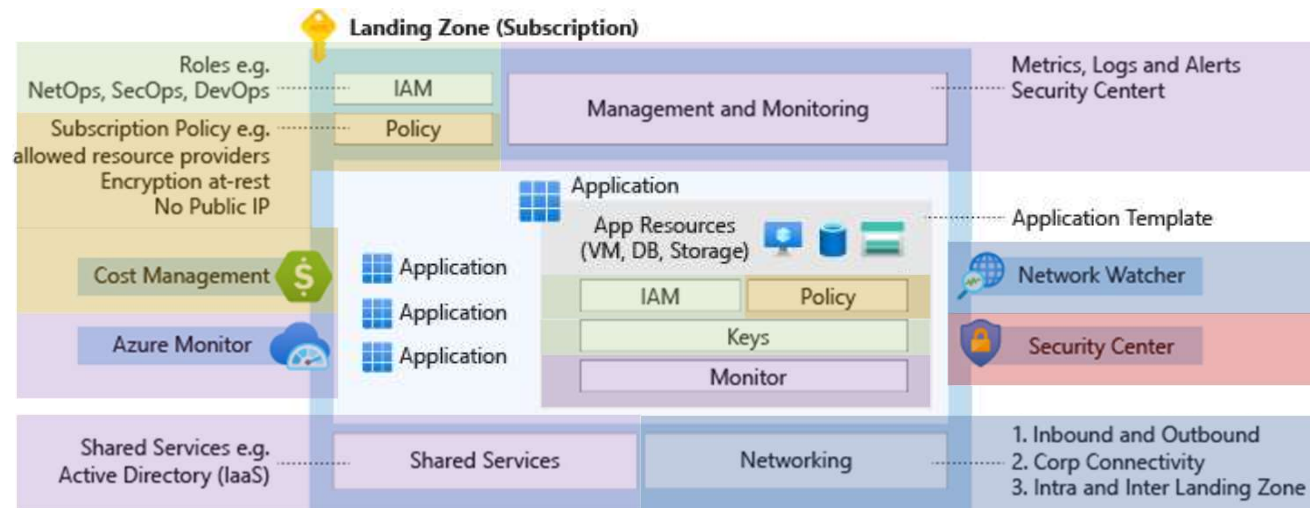 Landing Zone (Subscription)
Roles e.g.
NetOps, SecOps, DevOps
IAM
Management and Monitoring
Metrics, Logs and Alerts
Security Centert
Subscription Policy e.g.
allowed resource providers
Encryption at-rest
No Public IP
Policy
Application
App Resources
(VM, DB, Storage)
Application Template
Cost Management
$
Application
Application
Application
IAM
Policy
Keys
Monitor
Network Watcher
Azure Monitor
Security Center
Shared Services e.g.
Active Directory (IaaS)
Shared Services
Networking
1. Inbound and Outbound
2. Corp Connectivity
3. Intra and Inter Landing Zone